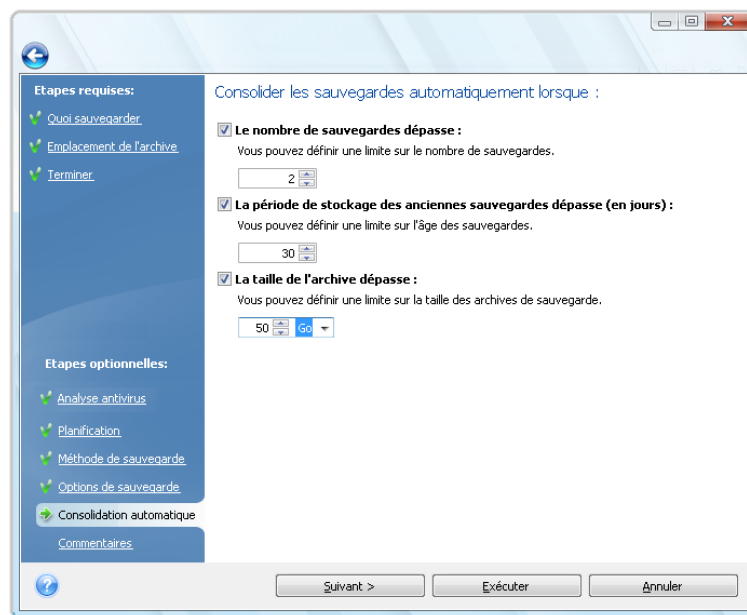 Etapes requises:
Quoi sauvegarder
Emplacement de l'archive
Terminer
Etapes optionnelles:
Analyse antivirus
Planification
Méthode de sauvegarde
Options de sauvegarde
Consolidation automatique
Commentaires
Consolider les sauvegardes automatiquement lorsque :
Le nombre de sauvegardes dépasse :
Vous pouvez définir une limite sur le nombre de sauvegardes.
2
La période de stockage des anciennes sauvegardes dépasse (en jours) :
Vous pouvez définir une limite sur l'âge des sauvegardes.
30
La taille de l'archive dépasse :
Vous pouvez définir une limite sur la taille des archives de sauvegarde.
50 Go
Suivant > Exécuter Annuler